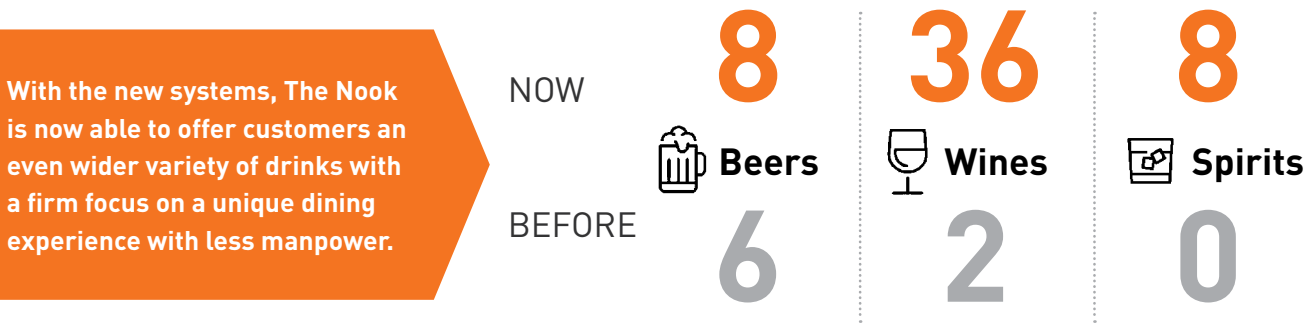 With the new systems, The Nook
is now able to offer customers an
even wider variety of drinks with
a firm focus on a unique dining
experience with less manpower.
NOW
8
36
8
Beers
Wines
Spirits
BEFORE
6
2
0